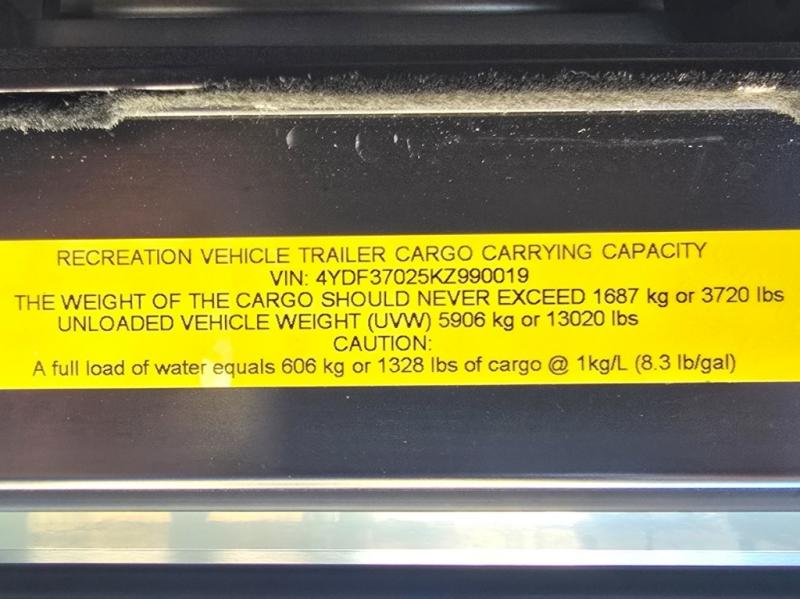 RECREATION VEHICLE TRAILER CARGO CARRYING CAPACITY
VIN: 4YDF37025KZ990019
THE WEIGHT OF THE CARGO SHOULD NEVER EXCEED 1687 kg or 3720 lbs
UNLOADED VEHICLE WEIGHT (UVW) 5906 kg or 13020 lbs
CAUTION:
A full load of water equals 606 kg or 1328 lbs of cargo @ 1kg/L (8.3 lb/gal)